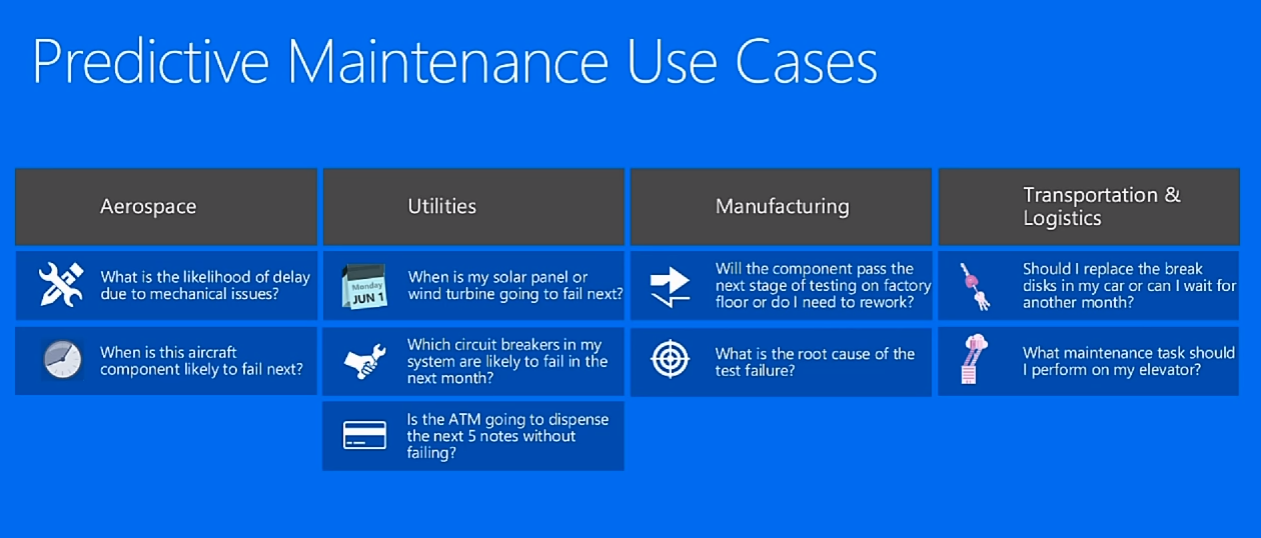 Predictive Maintenance Use Cases
Aerospace
What is the likelihood of delay
due to mechanical issues?
When is this aircraft
component likely to fail next?
Utilities
Monday
JUN 1
When is my solar panel or
wind turbine going to fail next?
Which circuit breakers in my
system are likely to fail in the
next month?
Is the ATM going to dispense
the next 5 notes without
failing?
Manufacturing
Will the component pass the
next stage of testing on factory
floor or do I need to rework?
What is the root cause of the
test failure?
Transportation &
Logistics
Should I replace the break
disks in my car or can I wait for
another month?
What maintenance task should
I perform on my elevator?